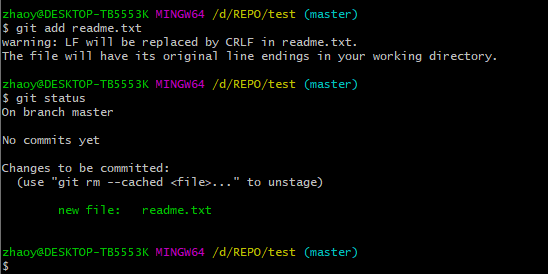 zhaoy@DESKTOP-TB5553K MINGW64 /d/REPO/test (master)
$ git add readme.txt
warning: LF will be replaced by CRLF in readme.txt.
The file will have its original line endings in your working directory.
zhaoy@DESKTOP-TB5553K MINGW64 /d/REPO/test (master)
$ git status
On branch master
No commits yet
Changes to be committed:
  (use "git rm --cached <file>..." to unstage)
        new file:   readme.txt
zhaoy@DESKTOP-TB5553K MINGW64 /d/REPO/test (master)
$